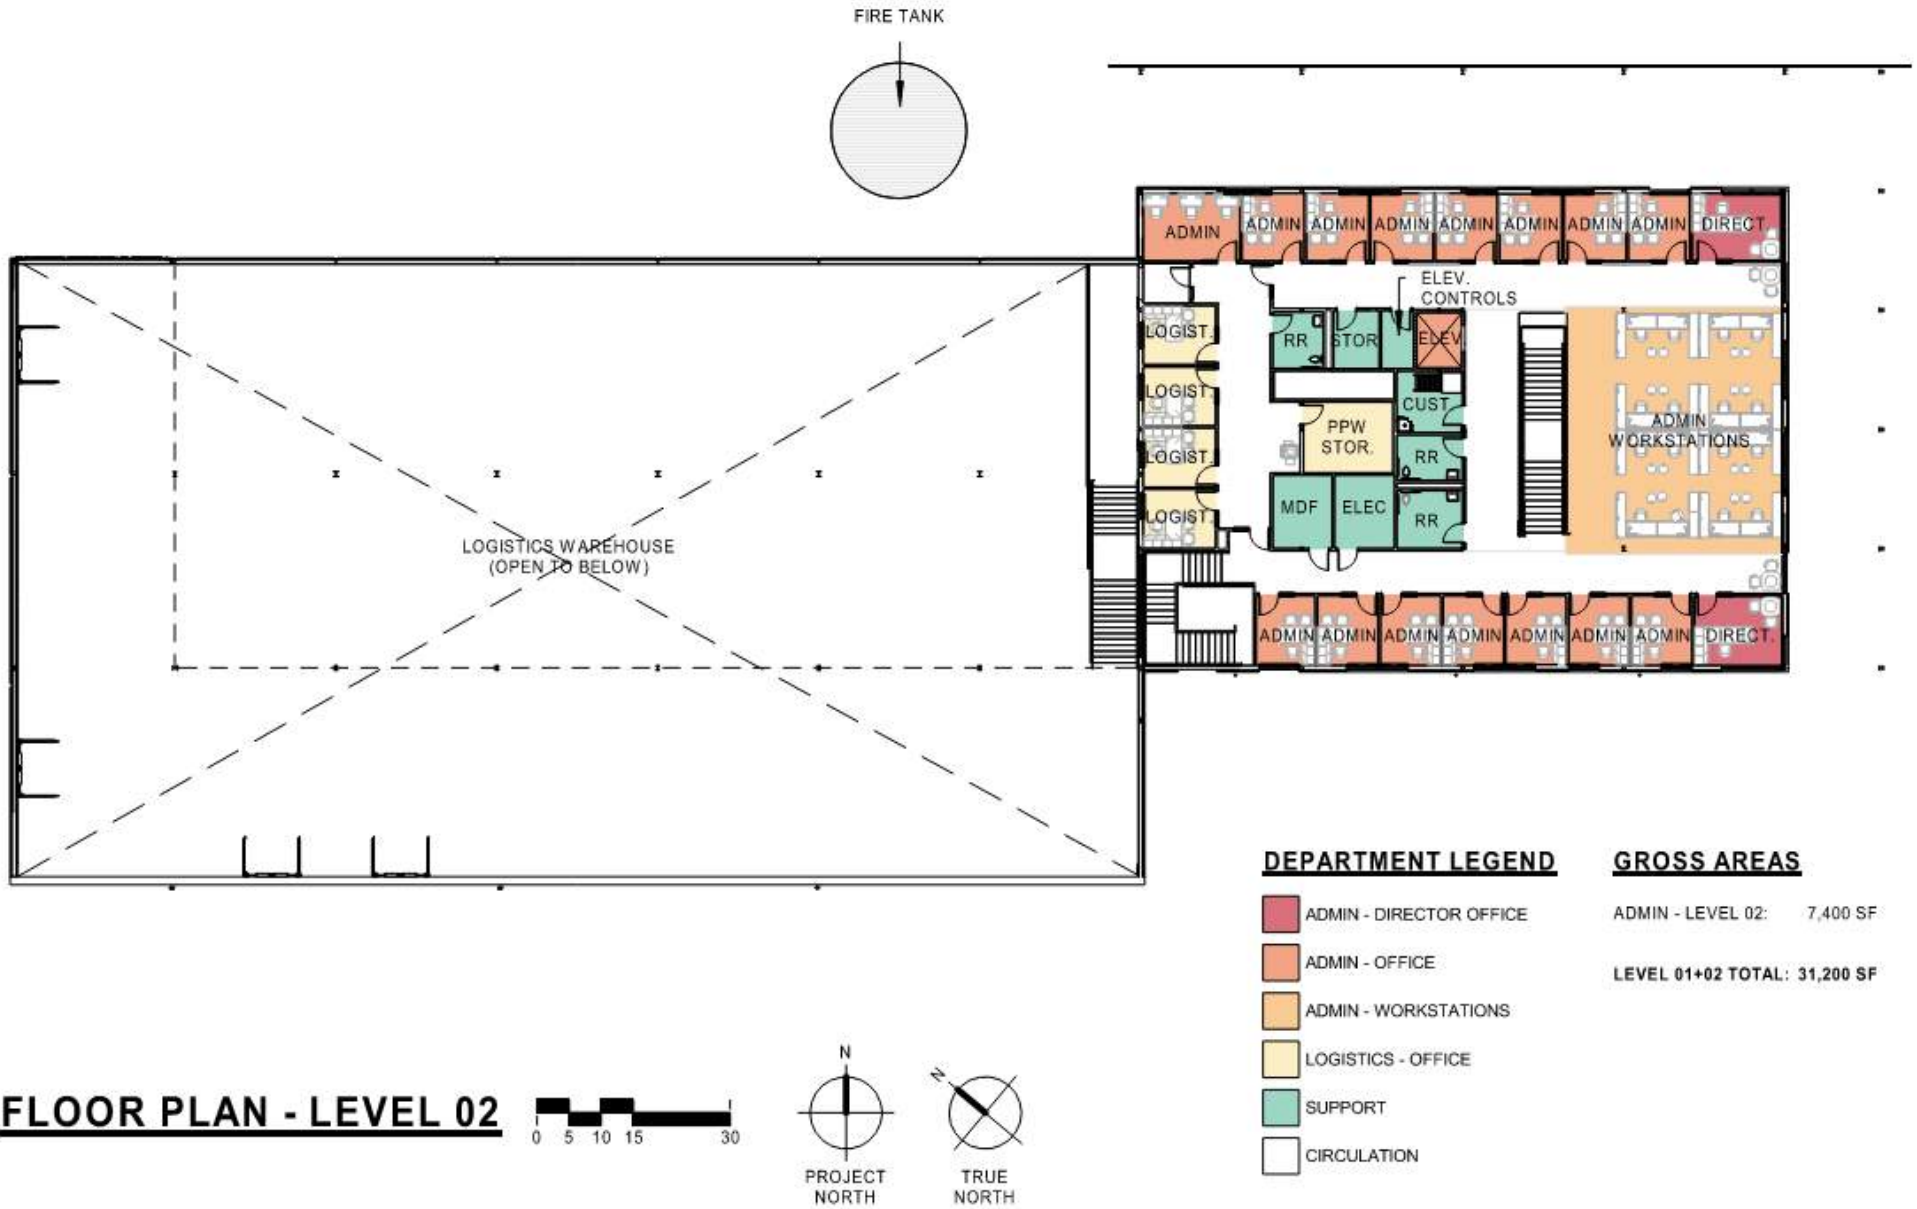 FIRE TANK
ADMIN
ADMIN
ADMIN
ADMIN
ADMIN
ADMIN
ADMIN
ADMIN
DIRECT.
ELEV.
CONTROLS
LOGIST.
RR
STOR
ELEV.
LOGIST.
CUST
PPW
STOR.
ADMIN
WORKSTATIONS
LOGIST.
RR
LOGIST.
MDF
ELEC
RR
LOGISTICS WAREHOUSE
(OPEN TO BELOW)
ADMIN
ADMIN
ADMIN
ADMIN
ADMIN
ADMIN
ADMIN
DIRECT.
DEPARTMENT LEGEND
ADMIN - DIRECTOR OFFICE
ADMIN - OFFICE
ADMIN - WORKSTATIONS
LOGISTICS - OFFICE
SUPPORT
CIRCULATION
GROSS AREAS
ADMIN - LEVEL 02: 7,400 SF
LEVEL 01+02 TOTAL: 31,200 SF
FLOOR PLAN - LEVEL 02
0 5 10 15 30
N
PROJECT
NORTH
N
TRUE
NORTH